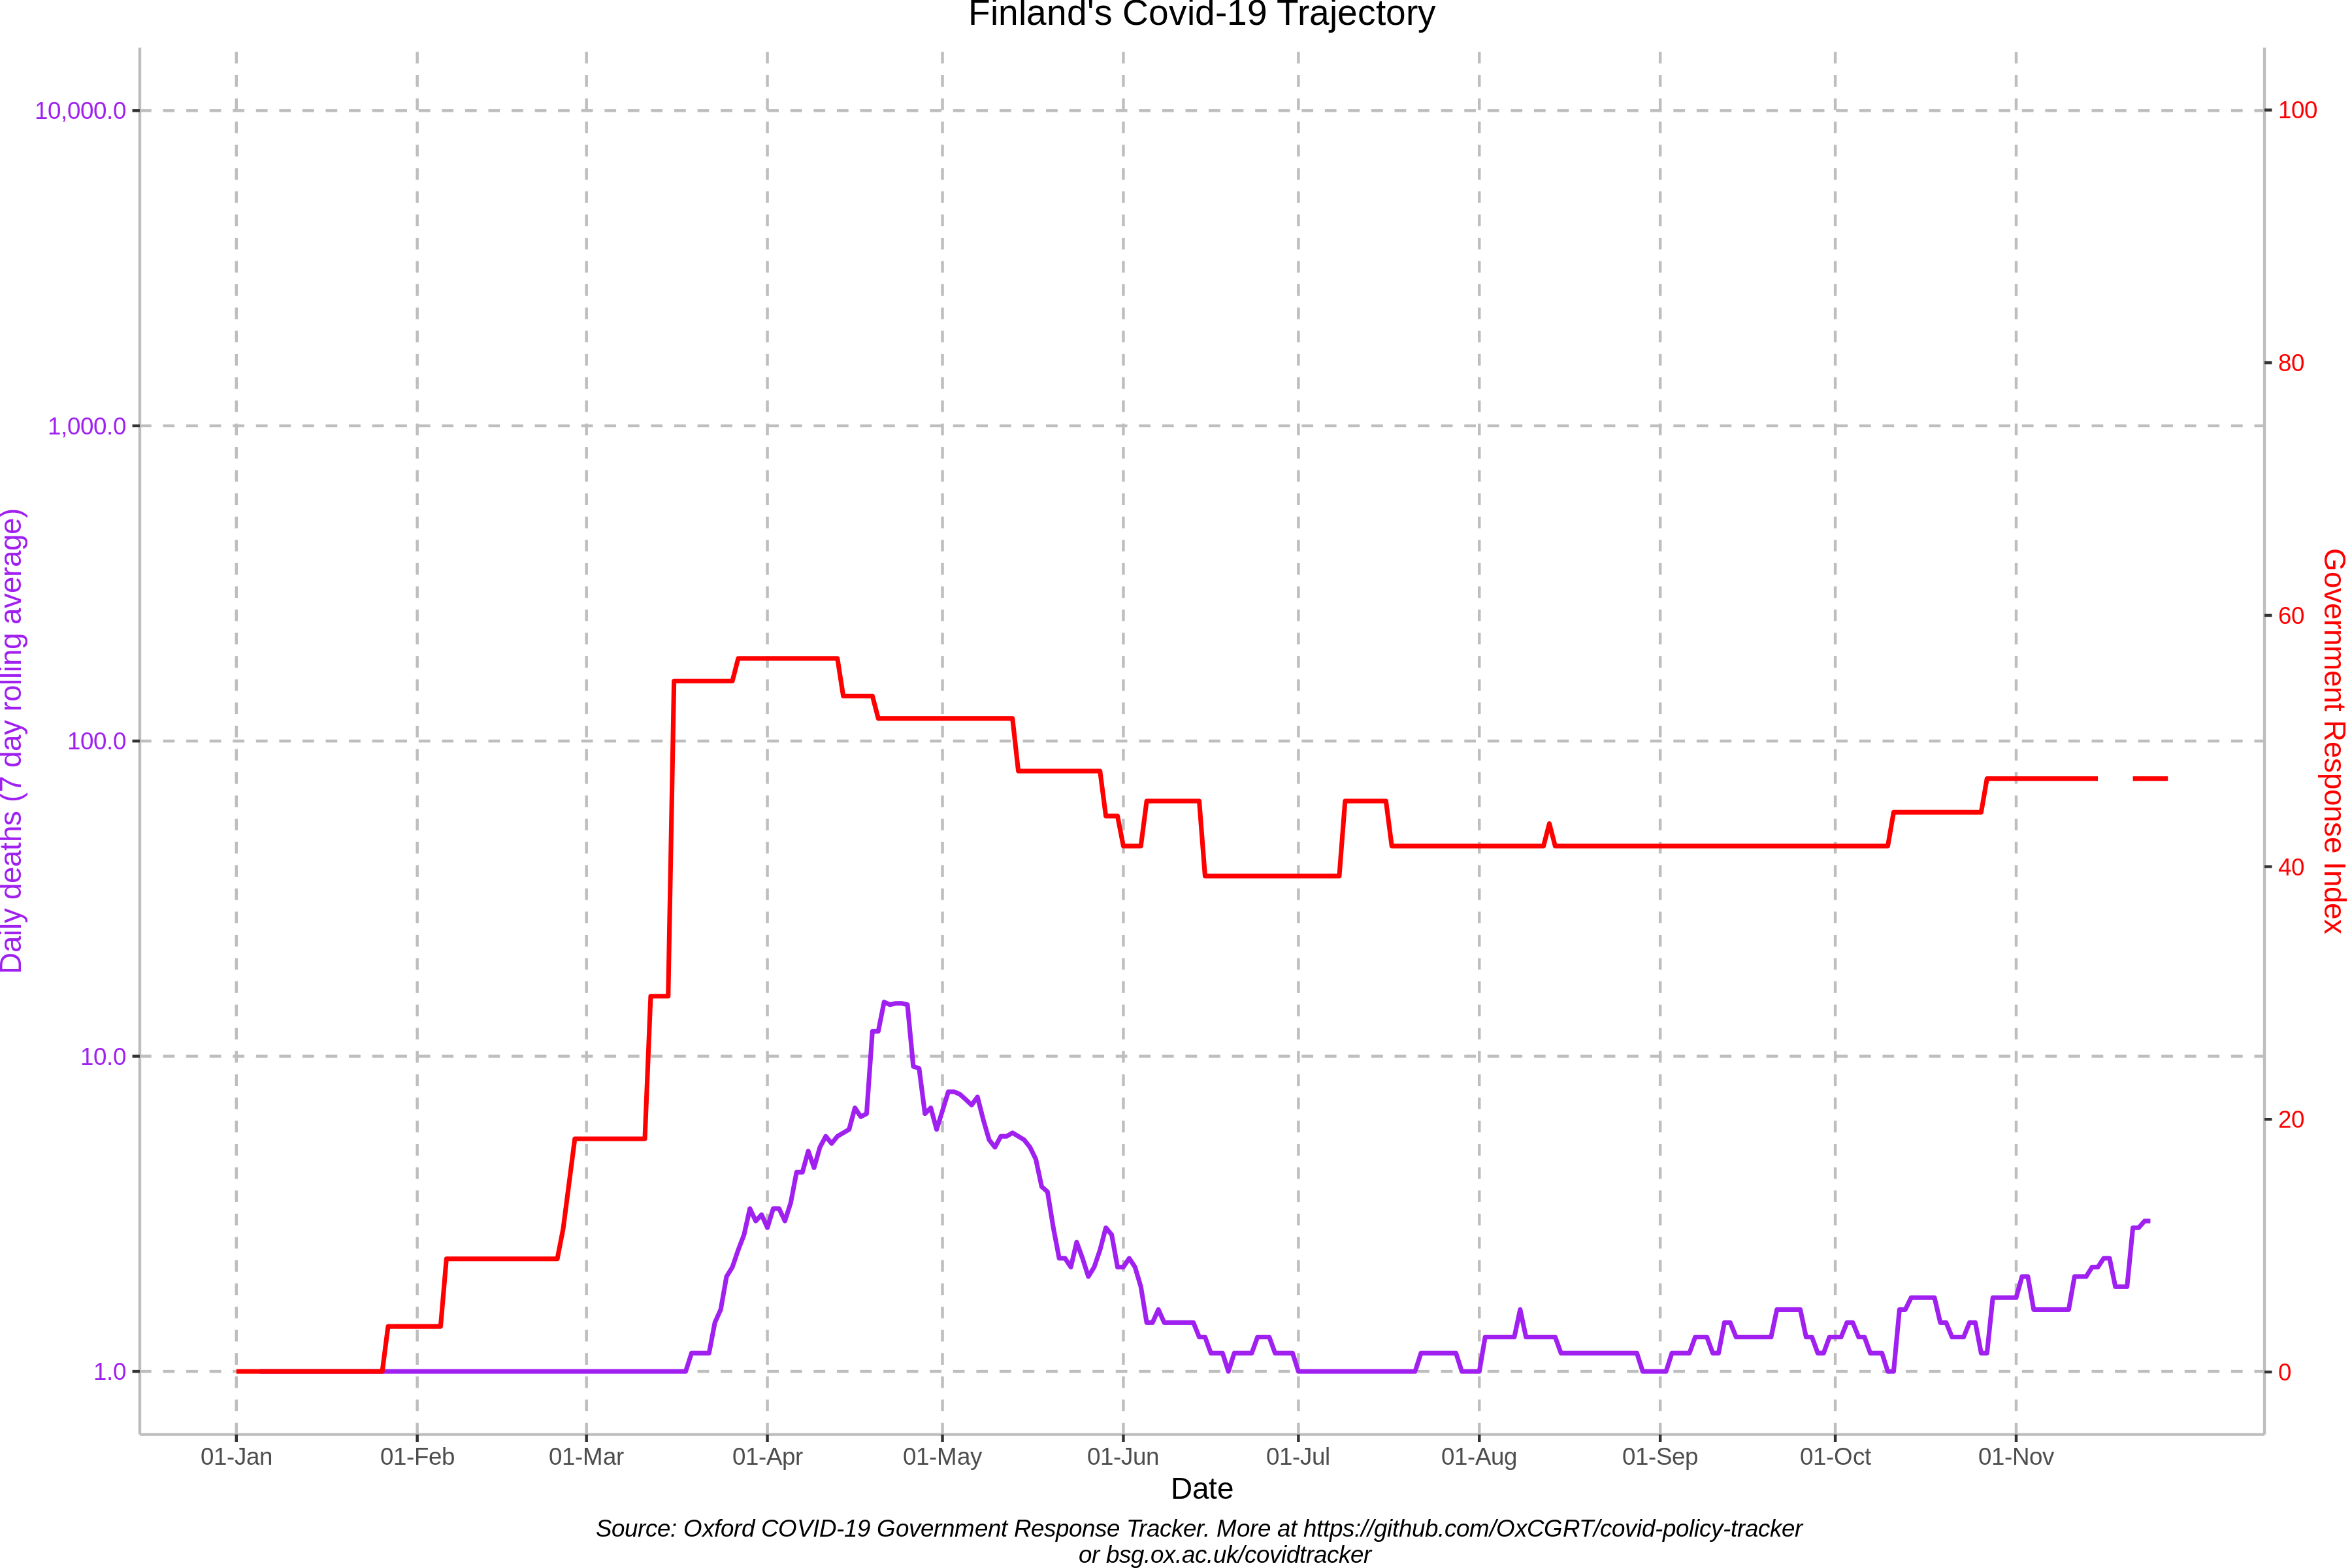 Finland's Covid-19 Trajectory
10,000.0
1,000.0
100.0
10.0
1.0
Daily deaths (7 day rolling average)
100
80
60
40
20
0
Government Response Index
01-Jan
01-Feb
01-Mar
01-Apr
01-May
01-Jun
01-Jul
01-Aug
01-Sep
01-Oct
01-Nov
Date
Source: Oxford COVID-19 Government Response Tracker. More at https://github.com/OxCGRT/covid-policy-tracker
or bsg.ox.ac.uk/covidtracker